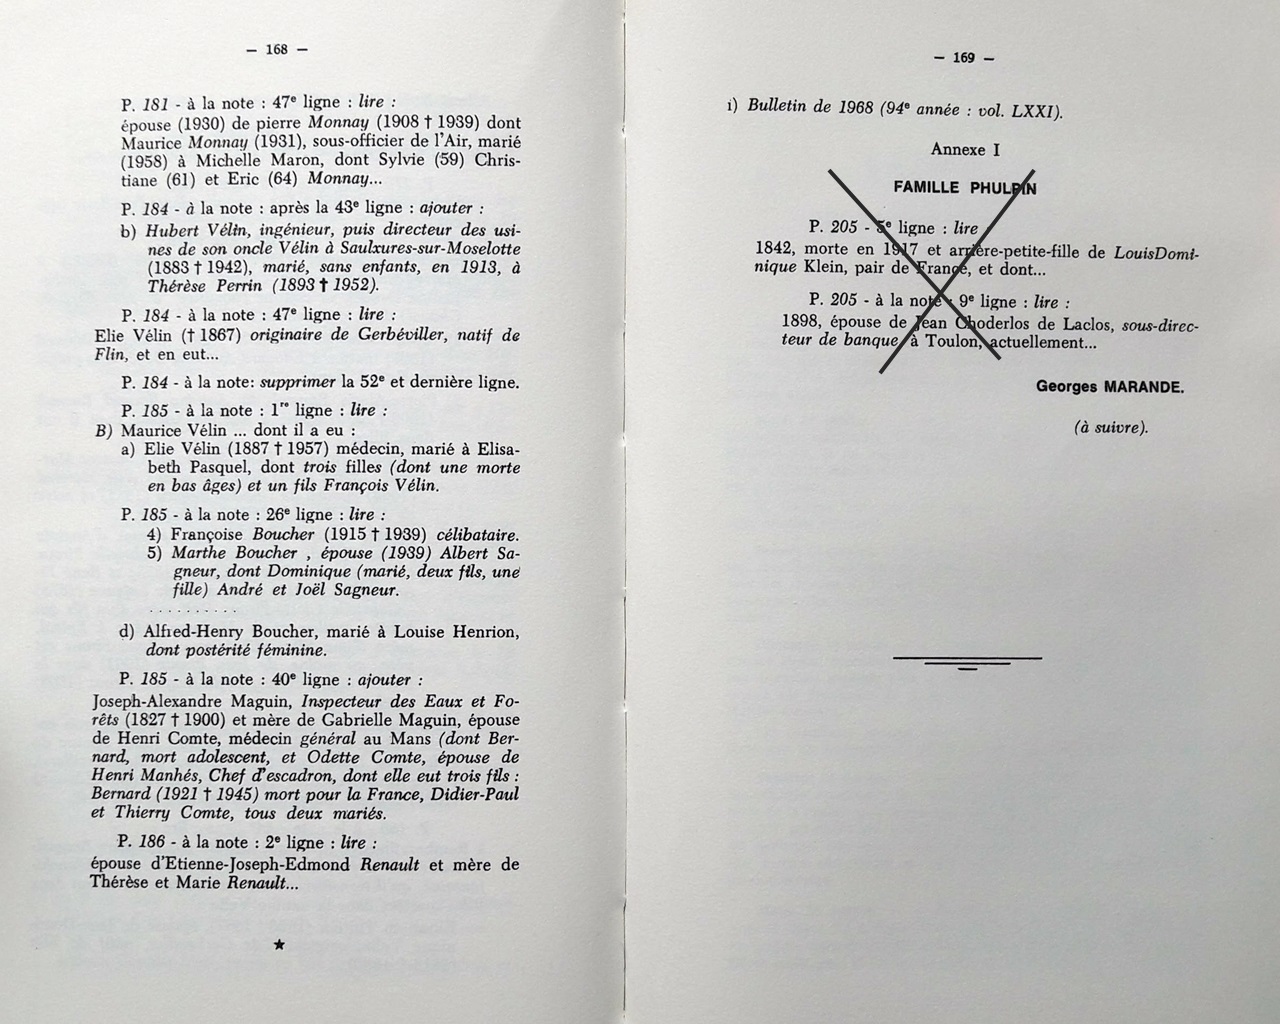 — 168 —
P. 181 - à la note : 47e ligne : lire :
épouse (1930) de pierre Monnay (1908 † 1939) dont
Maurice Monnay (1931), sous-officier de l'Air, marié
(1958) à Michelle Maron, dont Sylvie (59) Chris-
tiane (61) et Eric (64) Monnay...
P. 184 - à la note : après la 43e ligne : ajouter :
b) Hubert Vélin, ingénieur, puis directeur des usi-
nes de son oncle Vélin à Saulxures-sur-Moselotte
(1883 † 1942), marié, sans enfants, en 1913, à
Thérèse Perrin (1893 † 1952).
P. 184 - à la note : 47e ligne : lire :
Elie Vélin († 1867) originaire de Gerbéviller, natif de
Flin, et en eut...
P. 184 - à la note: supprimer la 52e et dernière ligne.
P. 185 - à la note : 1re ligne : lire :
B) Maurice Vélin ... dont il a eu :
a) Elie Vélin (1887 † 1957) médecin, marié à Elisa-
beth Pasquel, dont trois filles (dont une morte
en bas âges) et un fils François Vélin.
P. 185 - à la note : 26e ligne : lire :
4) Françoise Boucher (1915 † 1939) célibataire.
5) Marthe Boucher , épouse (1939) Albert Sa-
gneur, dont Dominique (marié, deux fils, une
fille) André et Joël Sagneur.
. . . . . . . . . .
d) Alfred-Henry Boucher, marié à Louise Henrion,
dont postérité féminine.
P. 185 - à la note : 40e ligne : ajouter :
Joseph-Alexandre Maguin, Inspecteur des Eaux et Fo-
rêts (1827 † 1900) et mère de Gabrielle Maguin, épouse
de Henri Comte, médecin général au Mans (dont Ber-
nard, mort adolescent, et Odette Comte, épouse de
Henri Manhés, Chef d'escadron, dont elle eut trois fils :
Bernard (1921 † 1945) mort pour la France, Didier-Paul
et Thierry Comte, tous deux mariés.
P. 186 - à la note : 2e ligne : lire :
épouse d'Etienne-Joseph-Edmond Renault et mère de
Thérèse et Marie Renault...
★
— 169 —
1) Bulletin de 1968 (94e année : vol. LXXI).
Annexe I
FAMILLE PHULPIN
P. 205 - 5e ligne : lire :
1842, morte en 1917 et arrière-petite-fille de LouisDomi-
nique Klein, pair de France, et dont...
P. 205 - à la note : 9e ligne : lire :
1898, épouse de Jean Choderlos de Laclos, sous-direc-
teur de banque, à Toulon, actuellement...
Georges MARANDE.
(à suivre).